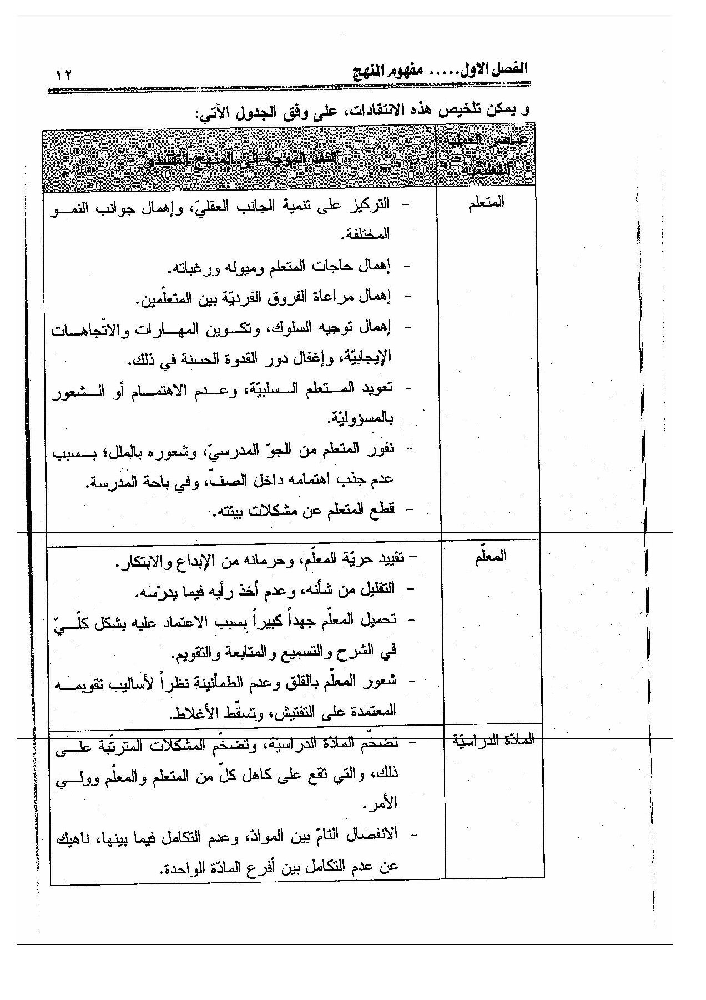 الفصل الاول..... مفهوم المنهج
١٢
و يمكن تلخيص هذه الانتقادات، على وفق الجدول الآتي:
عناصر العمليّة
التعليميّة
النقد الموجّه إلى المنهج التقليديّ
المتعلم
- التركيز على تنمية الجانب العقليّ، وإهمال جوانب النمو
المختلفة.
- إهمال حاجات المتعلم وميوله ورغباته.
- إهمال مراعاة الفروق الفرديّة بين المتعلّمين.
- إهمال توجيه السلوك، وتكوين المهارات والاتّجاهات
الإيجابيّة، وإغفال دور القدوة الحسنة في ذلك.
- تعويد المتعلم السلبيّة، وعدم الاهتمام أو الشعور
بالمسؤوليّة.
- نفور المتعلم من الجوّ المدرسيّ، وشعوره بالملل؛ بسبب
عدم جذب اهتمامه داخل الصفّ، وفي باحة المدرسة.
- قطع المتعلم عن مشكلات بيئته.
المعلّم
- تقييد حريّة المعلّم، وحرمانه من الإبداع والابتكار.
- التقليل من شأنه، وعدم أخذ رأيه فيما يدرّسه.
- تحميل المعلّم جهداً كبيراً بسبب الاعتماد عليه بشكل كلّيّ
في الشرح والتسميع والمتابعة والتقويم.
- شعور المعلّم بالقلق وعدم الطمأنينة نظراً لأساليب تقويمه
المعتمدة على التفتيش، وتسقّط الأغلاط.
المادّة الدراسيّة
- تضخّم المادّة الدراسيّة، وتضخّم المشكلات المترتّبة على
ذلك، والتي تقع على كاهل كلّ من المتعلم والمعلّم وولي
الأمر.
- الانفصال التامّ بين الموادّ، وعدم التكامل فيما بينها، ناهيك
عن عدم التكامل بين أفرع المادّة الواحدة.